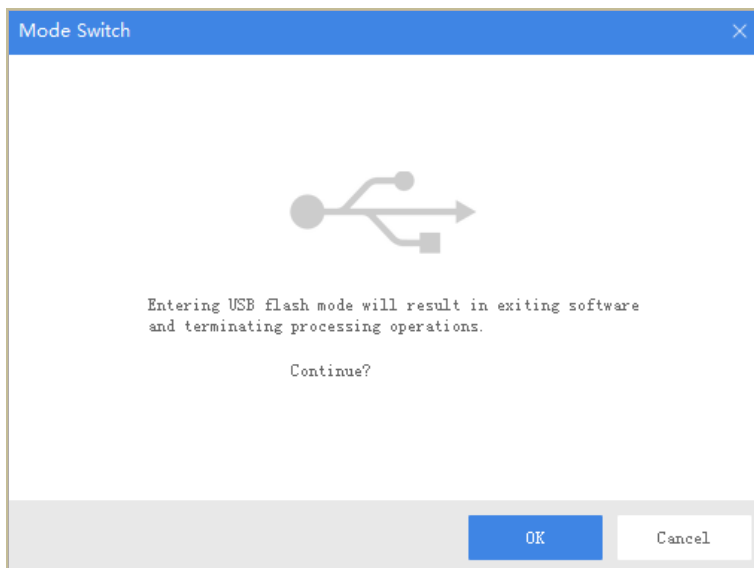 Mode Switch
Entering USB flash mode will result in exiting software
and terminating processing operations.
Continue?
OK
Cancel